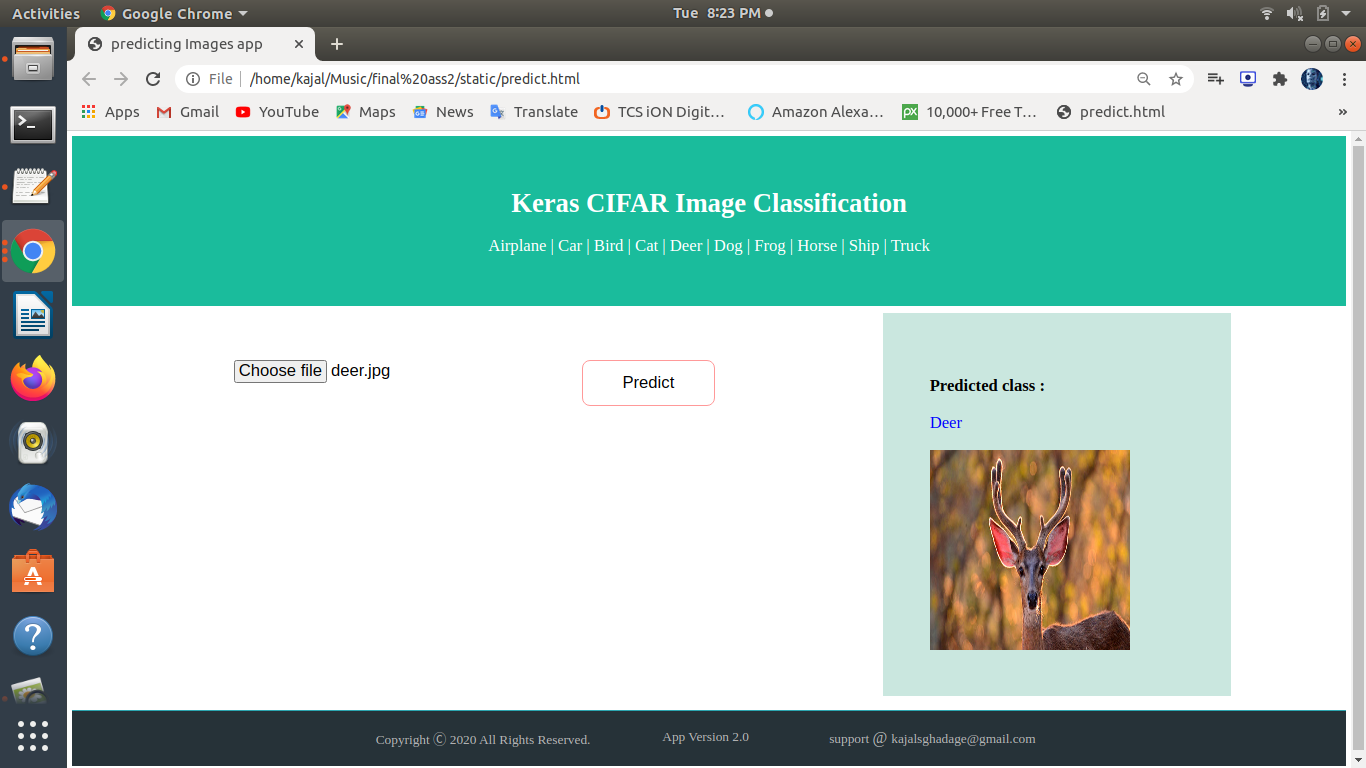 Activities Google Chrome Tue 8:23 PM
predicting Images app
File /home/kajal/Music/final%20ass2/static/predict.html
Apps Gmail YouTube Maps News Translate TCS iON Digit… Amazon Alexa… px 10,000+ Free T… predict.html »
Keras CIFAR Image Classification
Airplane | Car | Bird | Cat | Deer | Dog | Frog | Horse | Ship | Truck
Choose file deer.jpg
Predict
Predicted class :
Deer
Copyright Ⓒ 2020 All Rights Reserved. App Version 2.0 support @ kajalsghadage@gmail.com